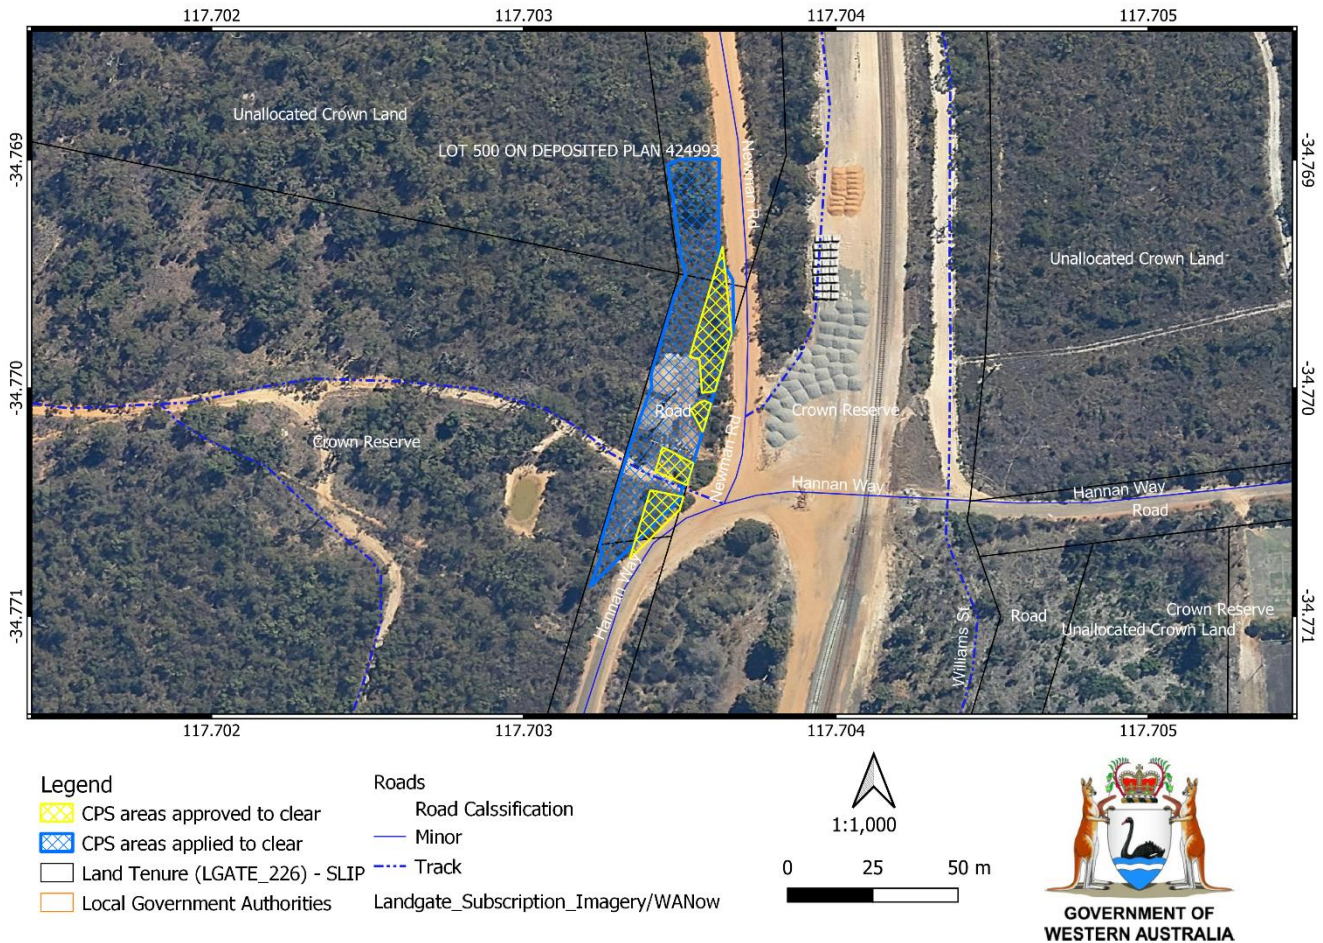 117.702 117.703 117.704 117.705
-34.769
-34.769
Unallocated Crown Land
LOT 500 ON DEPOSITED PLAN 424993
Newman Rd
Unallocated Crown Land
-34.770
-34.770
Road
Crown Reserve
Crown Reserve
Newman Rd
Hannan Way
Hannan Way
Road
Hannan Way
-34.771
-34.771
Williams St
Road
Crown Reserve
Unallocated Crown Land
117.702 117.703 117.704 117.705
Legend
CPS areas approved to clear
CPS areas applied to clear
Land Tenure (LGATE_226) - SLIP
Local Government Authorities
Roads
Road Calssification
Minor
Track
Landgate_Subscription_Imagery/WANow
1:1,000
0 25 50 m
GOVERNMENT OF
WESTERN AUSTRALIA